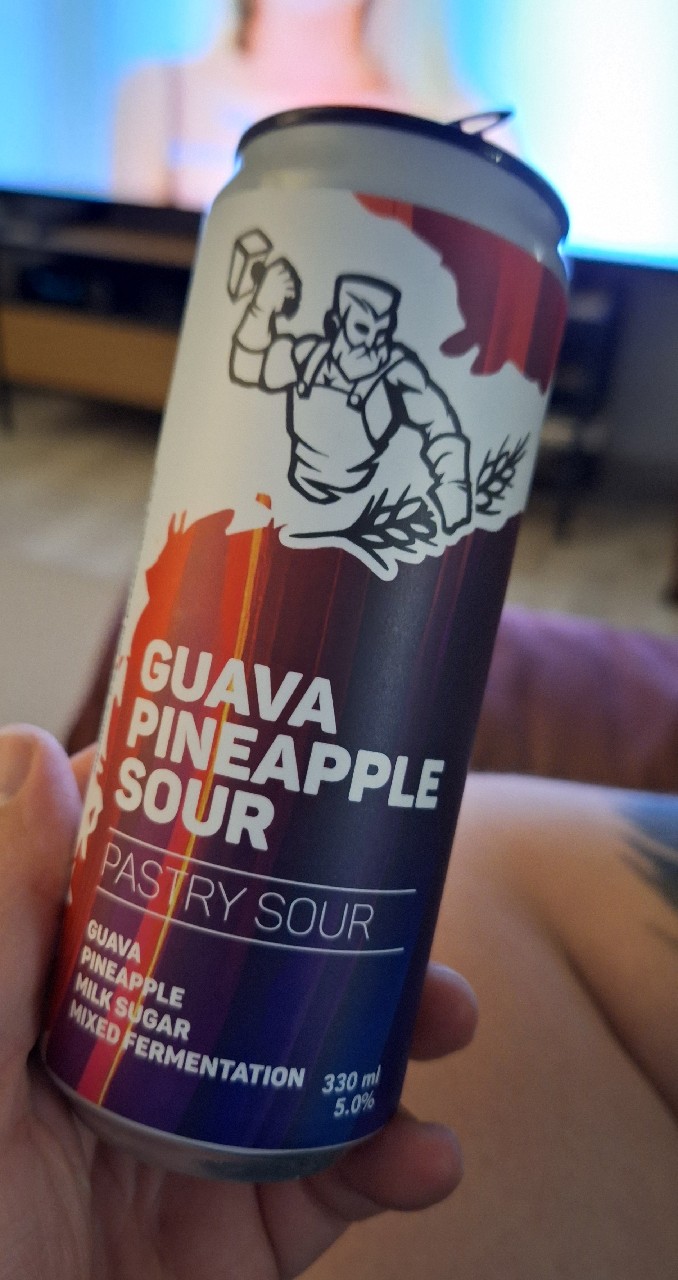 GUAVA
PINEAPPLE
SOUR
PASTRY SOUR
GUAVA
PINEAPPLE
MILK SUGAR
MIXED FERMENTATION
330 ml
5.0%